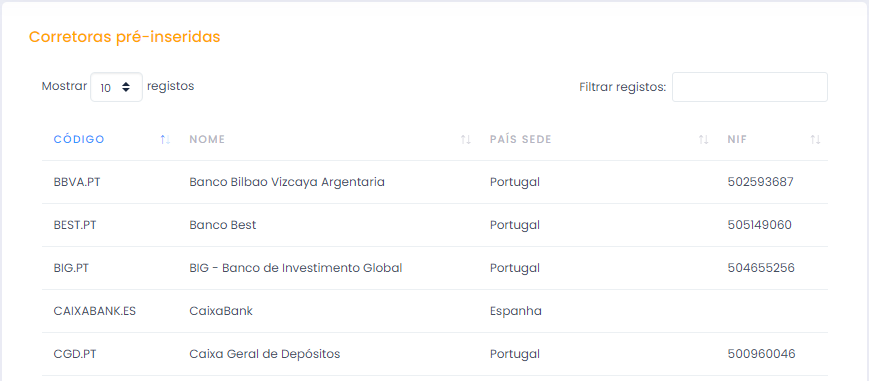 Corretoras pré-inseridas
Mostrar 10 registos Filtrar registos:
CÓDIGO NOME PAÍS SEDE NIF
BBVA.PT Banco Bilbao Vizcaya Argentaria Portugal 502593687
BEST.PT Banco Best Portugal 505149060
BIG.PT BIG - Banco de Investimento Global Portugal 504655256
CAIXABANK.ES CaixaBank Espanha
CGD.PT Caixa Geral de Depósitos Portugal 500960046